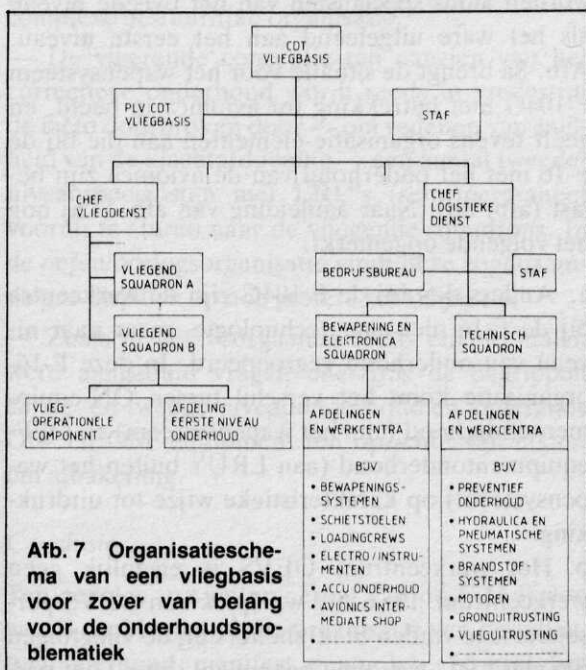 CDT
VLIEGBASIS
PLV CDT
VLIEGBASIS
STAF
CHEF
VLIEGDIENST
CHEF
LOGISTIEKE
DIENST
VLIEGEND
SQUADRON A
BEDRIJFSBUREAU
STAF
VLIEGEND
SQUADRON B
BEWAPENING EN
ELEKTRONICA
SQUADRON
TECHNISCH
SQUADRON
VLIEG-
OPERATIONELE
COMPONENT
AFDELING
EERSTE NIVEAU
ONDERHOUD
AFDELINGEN
EN WERKCENTRA
BIJV
• BEWAPENINGS-
SYSTEMEN
• SCHIETSTOELEN
• LOADINGCREWS
• ELECTRO/INSTRU-
MENTEN
• ACCU ONDERHOUD
• AVIONICS INTER-
MEDIATE SHOP
AFDELINGEN
EN WERKCENTRA
BIJV
• PREVENTIEF
ONDERHOUD
• HYDRAULICA EN
PNEUMATISCHE
SYSTEMEN
• BRANDSTOF-
SYSTEMEN
• MOTOREN
• GRONDUITRUSTING
• VLIEGUITRUSTING
Afb. 7 Organisatiesche-
ma van een vliegbasis
voor zover van belang
voor de onderhoudspro-
blematiek